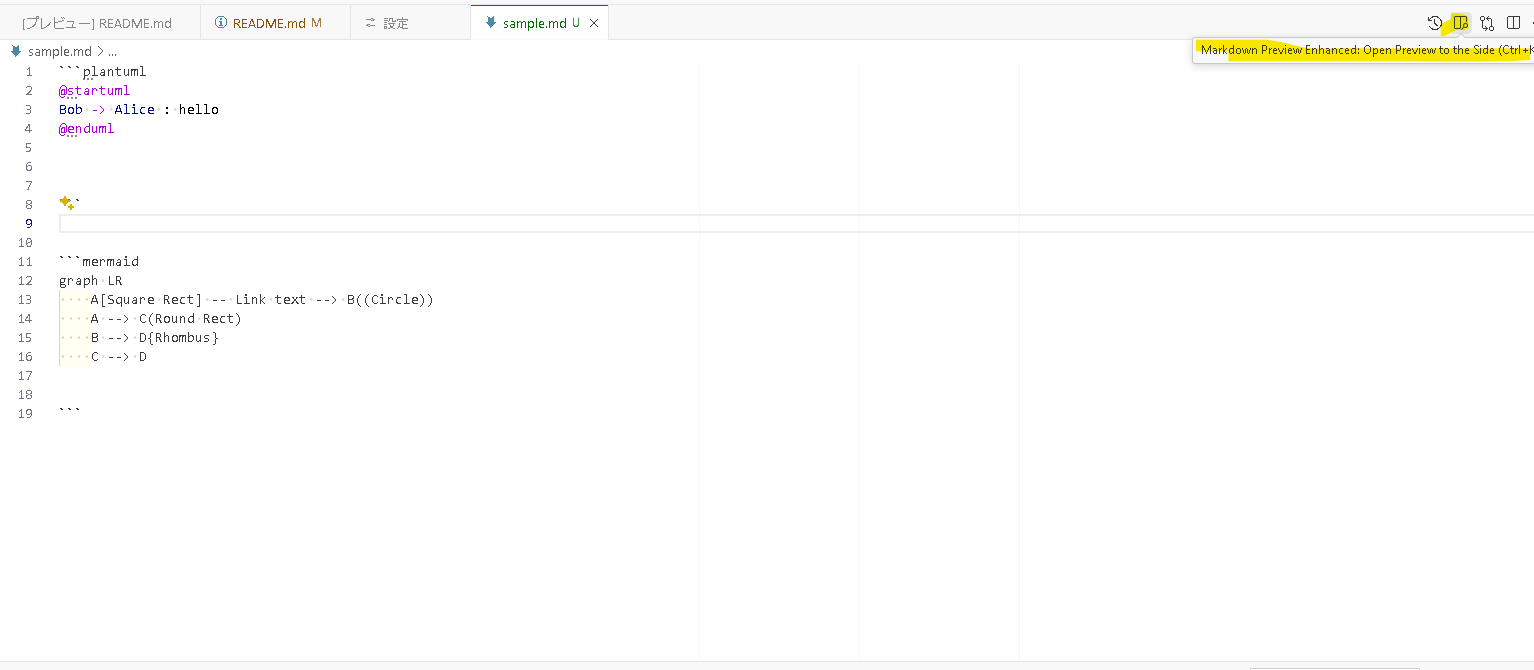 [プレビュー] README.md
README.md M
設定
sample.md U
sample.md > ...
Markdown Preview Enhanced: Open Preview to the Side (Ctrl+K
1 ```plantuml
2 @startuml
3 Bob -> Alice : hello
4 @enduml
5
6
7
8 `
9
10
11 ```mermaid
12 graph LR
13 A[Square Rect] -- Link text --> B((Circle))
14 A --> C(Round Rect)
15 B --> D{Rhombus}
16 C --> D
17
18
19 ```